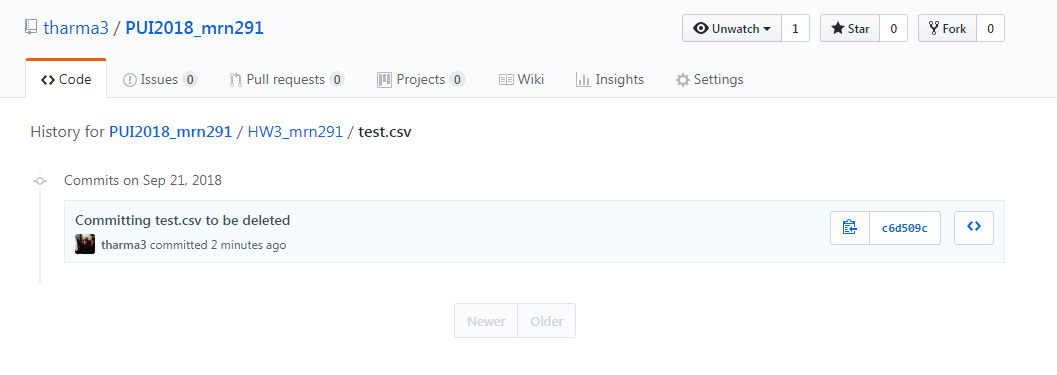 tharma3 / PUI2018_mrn291
Unwatch 1 Star 0 Fork 0
Code Issues 0 Pull requests 0 Projects 0 Wiki Insights Settings
History for PUI2018_mrn291 / HW3_mrn291 / test.csv
Commits on Sep 21, 2018
Committing test.csv to be deleted
tharma3 committed 2 minutes ago
c6d509c
Newer Older